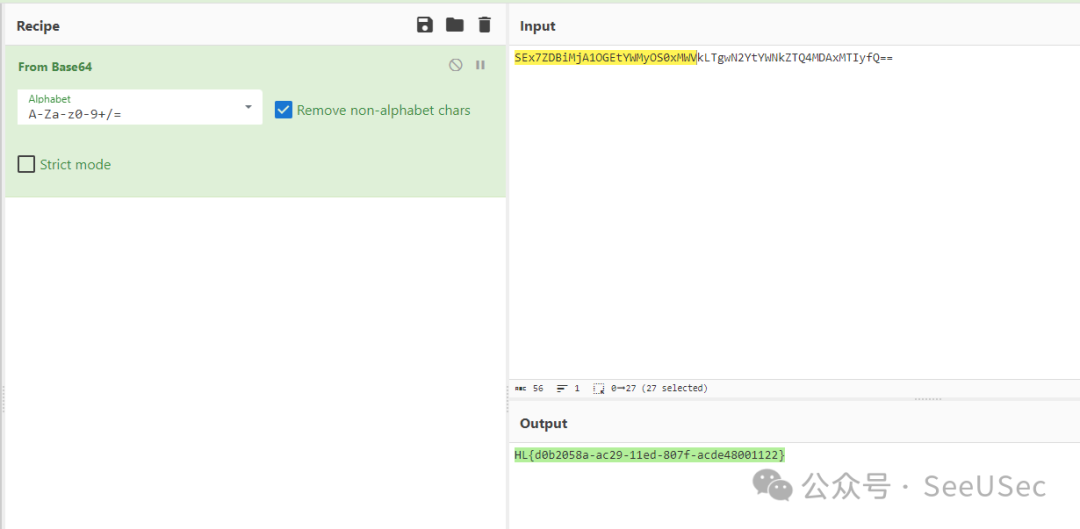 Recipe
From Base64
Alphabet
A-Za-z0-9+/=
Remove non-alphabet chars
Strict mode
Input
SEx7ZDBiMjA1OGEtYWMyOS0xMWVkLTgwN2YtYWNkZTQ4MDAxMTIyfQ==
ABC 56 1 0→27 (27 selected)
Output
HL{d0b2058a-ac29-11ed-807f-acde48001122}
公众号 · SeeUSec